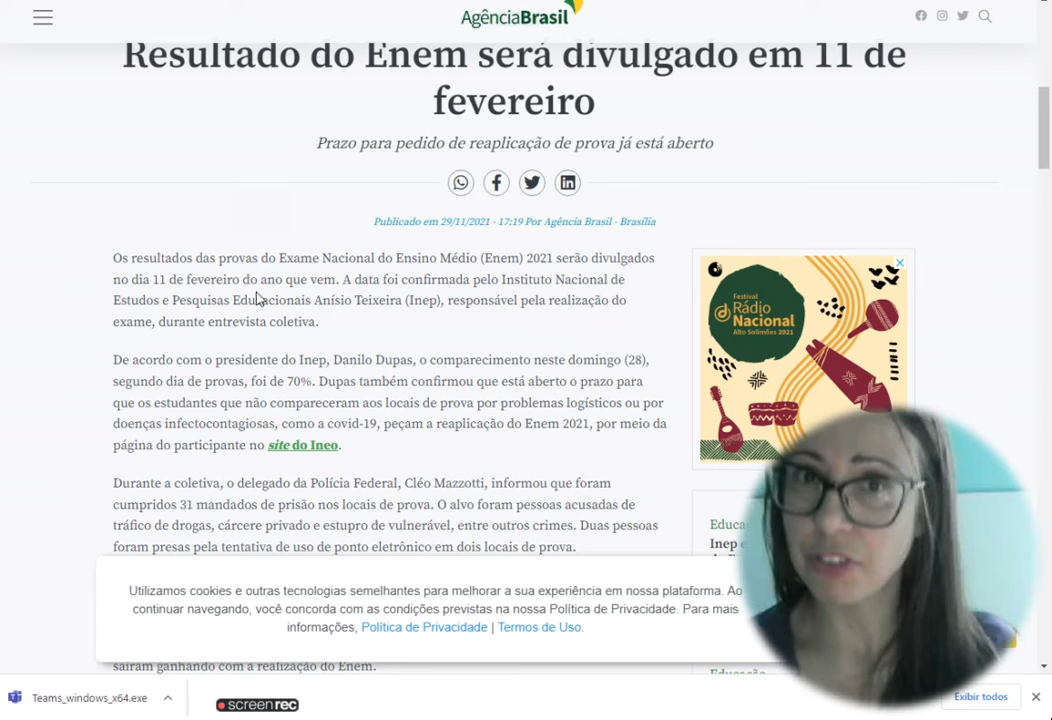 AgênciaBrasil
Resultado do Enem será divulgado em 11 de
fevereiro
Prazo para pedido de reaplicação de prova já está aberto
Publicado em 29/11/2021 - 17:19 Por Agência Brasil - Brasília
Os resultados das provas do Exame Nacional do Ensino Médio (Enem) 2021 serão divulgados
no dia 11 de fevereiro do ano que vem. A data foi confirmada pelo Instituto Nacional de
Estudos e Pesquisas Educacionais Anísio Teixeira (Inep), responsável pela realização do
exame, durante entrevista coletiva.
De acordo com o presidente do Inep, Danilo Dupas, o comparecimento neste domingo (28),
segundo dia de provas, foi de 70%. Dupas também confirmou que está aberto o prazo para
que os estudantes que não compareceram aos locais de prova por problemas logísticos ou por
doenças infectocontagiosas, como a covid-19, peçam a reaplicação do Enem 2021, por meio da
página do participante no site do Ineo.
Durante a coletiva, o delegado da Polícia Federal, Cléo Mazzotti, informou que foram
cumpridos 31 mandados de prisão nos locais de prova. O alvo foram pessoas acusadas de
tráfico de drogas, cárcere privado e estupro de vulnerável, entre outros crimes. Duas pessoas
foram presas pela tentativa de uso de ponto eletrônico em dois locais de prova.
Festival
Rádio
Nacional
Alto Solimões 2021
Educa
Inep e
Utilizamos cookies e outras tecnologias semelhantes para melhorar a sua experiência em nossa plataforma. Ao
continuar navegando, você concorda com as condições previstas na nossa Política de Privacidade. Para mais
informações, Política de Privacidade | Termos de Uso.
saíram ganhando com a realização do Enem.
Educação
Teams_windows_x64.exe
screenrec
Exibir todos